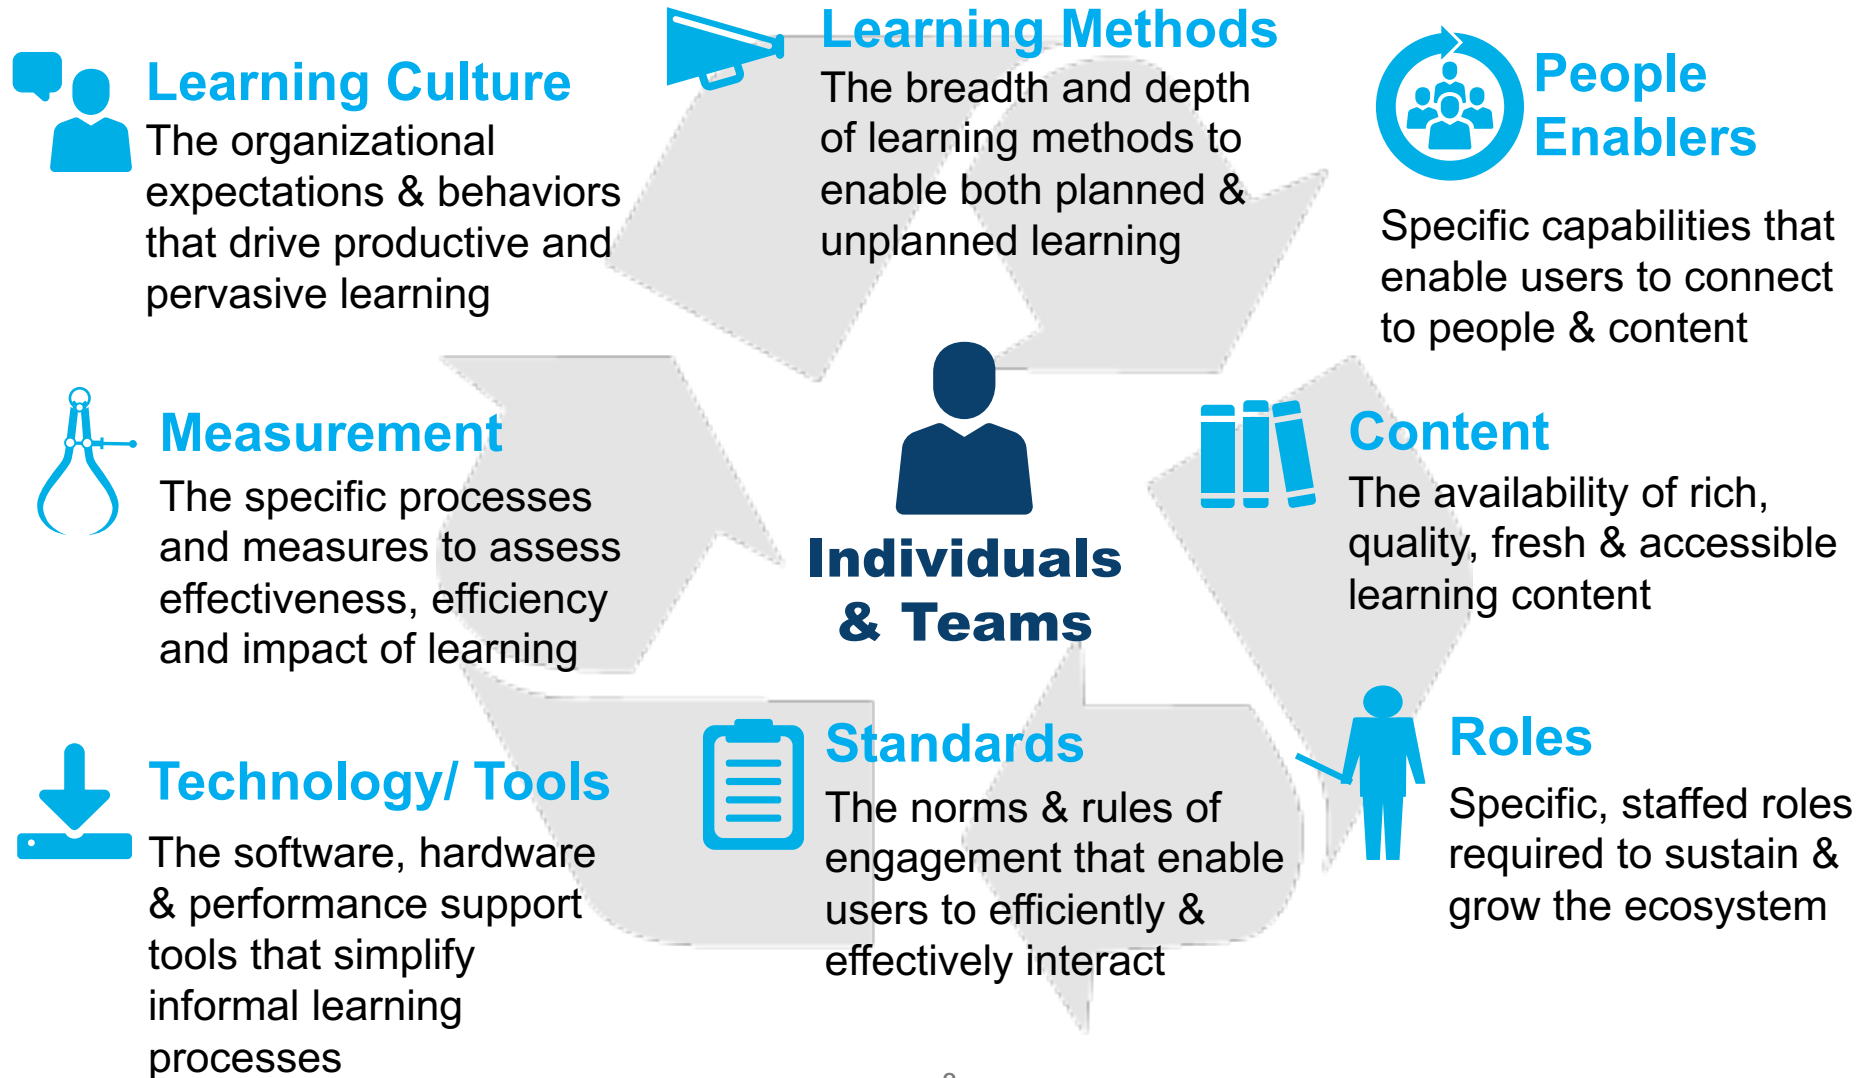 Learning Culture
The organizational
expectations & behaviors
that drive productive and
pervasive learning
Learning Methods
The breadth and depth
of learning methods to
enable both planned &
unplanned learning
People
Enablers
Specific capabilities that
enable users to connect
to people & content
Measurement
The specific processes
and measures to assess
effectiveness, efficiency
and impact of learning
Individuals
& Teams
Content
The availability of rich,
quality, fresh & accessible
learning content
Technology/ Tools
The software, hardware
& performance support
tools that simplify
informal learning
processes
Standards
The norms & rules of
engagement that enable
users to efficiently &
effectively interact
Roles
Specific, staffed roles
required to sustain &
grow the ecosystem